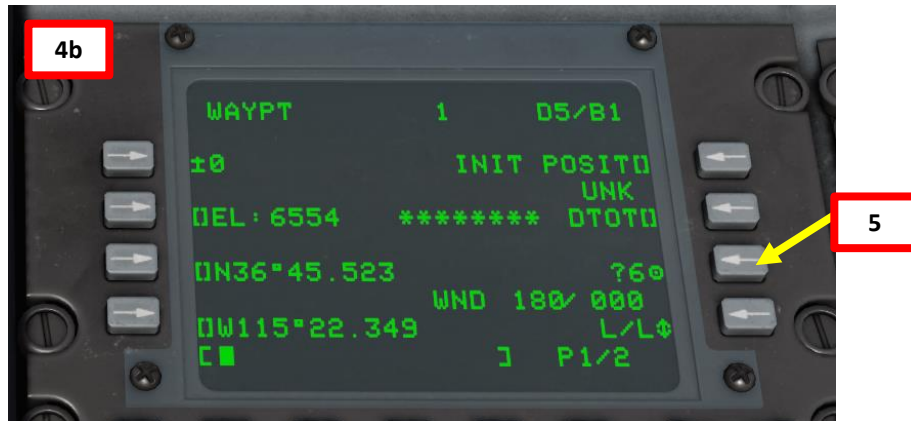 4b
WAYPT 1 D5/B1
±0 INIT POSIT[]
UNK
[]EL:6554 ******** DTOT[]
[]N36°45.523 ?6⊙
WND 180/ 000
[]W115°22.349 L/L↕
[ ] P1/2
5